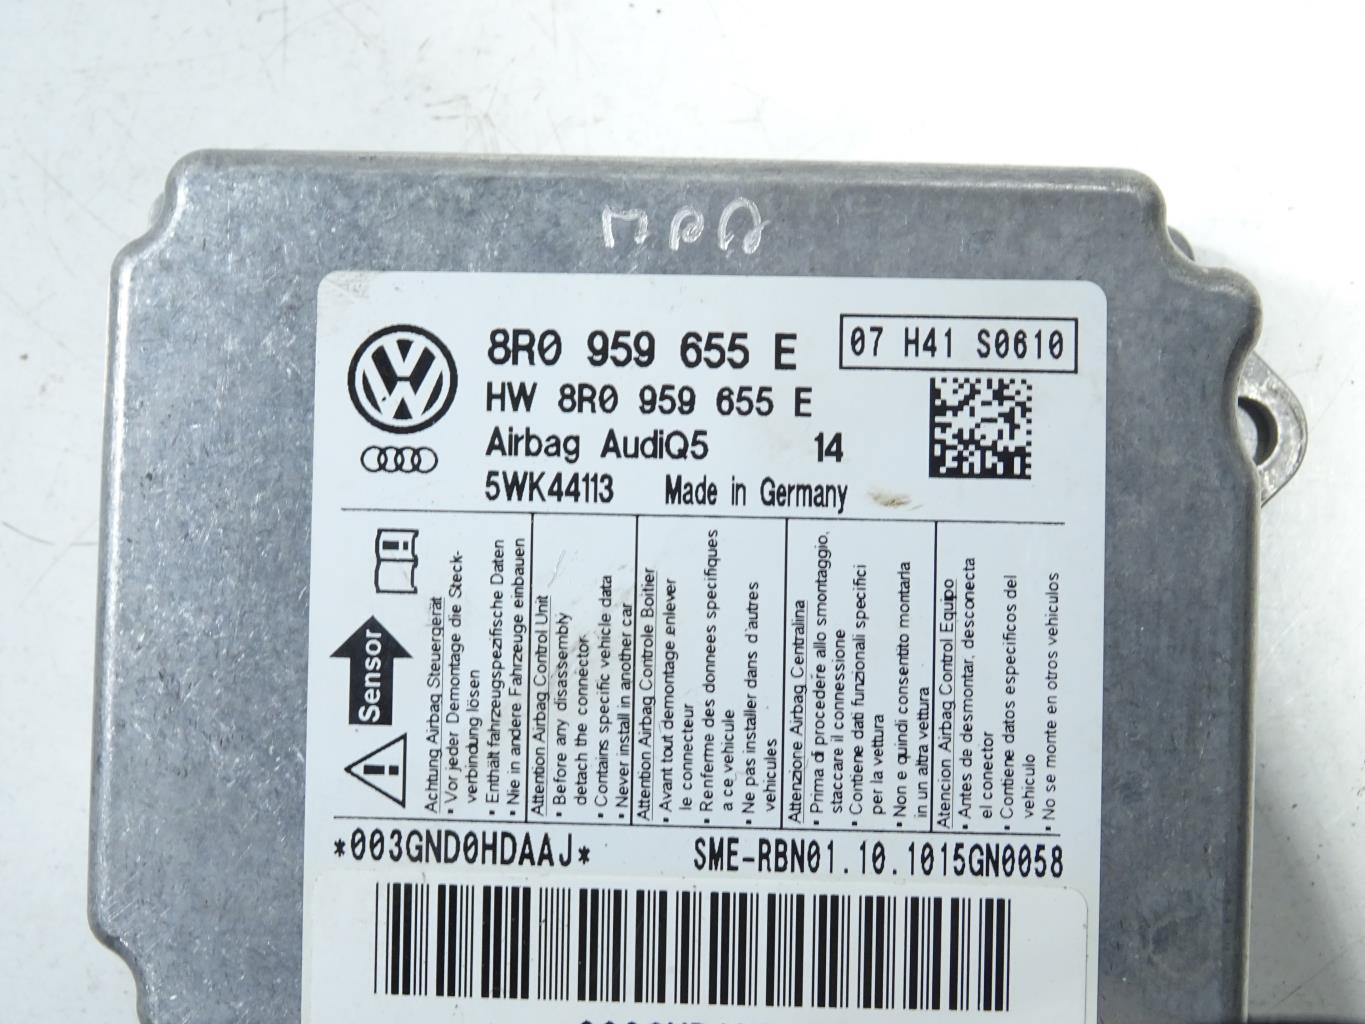 8R0 959 655 E
07 H41 S0610
HW 8R0 959 655 E
Airbag AudiQ5 14
5WK44113 Made in Germany
Sensor
Achtung Airbag Steuergerät
• Vor jeder Demontage die Steck-
verbindung lösen
• Enthält fahrzeugspezifische Daten
• Nie in andere Fahrzeuge einbauen
Attention Airbag Control Unit
• Before any disassembly
detach the connector
• Contains specific vehicle data
• Never install in another car
Attention Airbag Controle Boitier
• Avant tout demontage enlever
le connecteur
• Renferme des donnees specifiques
a ce vehicule
• Ne pas installer dans d'autres
vehicules
Attenzione Airbag Centralina
• Prima di procedere allo smontaggio,
staccare il connessione
• Contiene dati funzionali specifici
per la vettura
• Non e quindi consentito montarla
in un altra vettura
Atencion Airbag Control Equipo
• Antes de desmontar, desconecta
el conector
• Contiene datos especificos del
vehiculo
• No se monte en otros vehiculos
*003GND0HDAAJ* SME-RBN01.10.1015GN0058